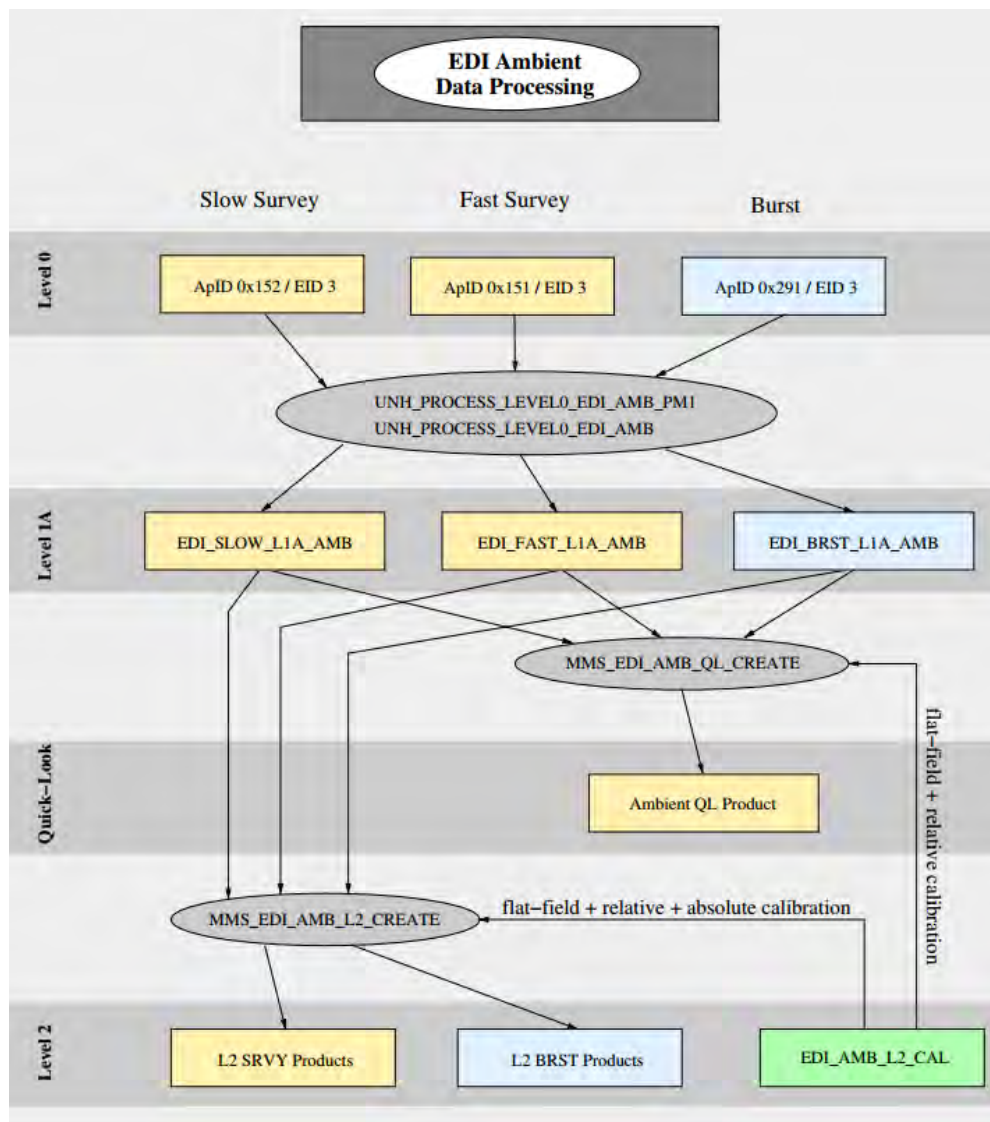 EDI Ambient
Data Processing
Slow Survey
Fast Survey
Burst
Level 0
ApID 0x152 / EID 3
ApID 0x151 / EID 3
ApID 0x291 / EID 3
UNH_PROCESS_LEVEL0_EDI_AMB_PM1
UNH_PROCESS_LEVEL0_EDI_AMB
Level 1A
EDI_SLOW_L1A_AMB
EDI_FAST_L1A_AMB
EDI_BRST_L1A_AMB
MMS_EDI_AMB_QL_CREATE
flat-field + relative calibration
Quick-Look
Ambient QL Product
MMS_EDI_AMB_L2_CREATE
flat-field + relative + absolute calibration
Level 2
L2 SRVY Products
L2 BRST Products
EDI_AMB_L2_CAL